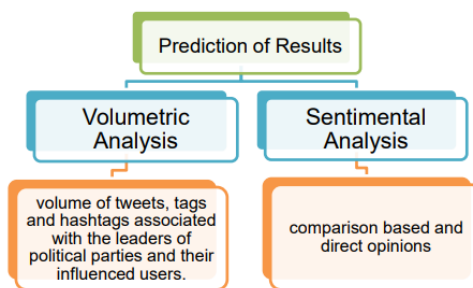 Prediction of Results
Volumetric
Analysis
Sentimental
Analysis
volume of tweets, tags
and hashtags associated
with the leaders of
political parties and their
influenced users.
comparison based and
direct opinions